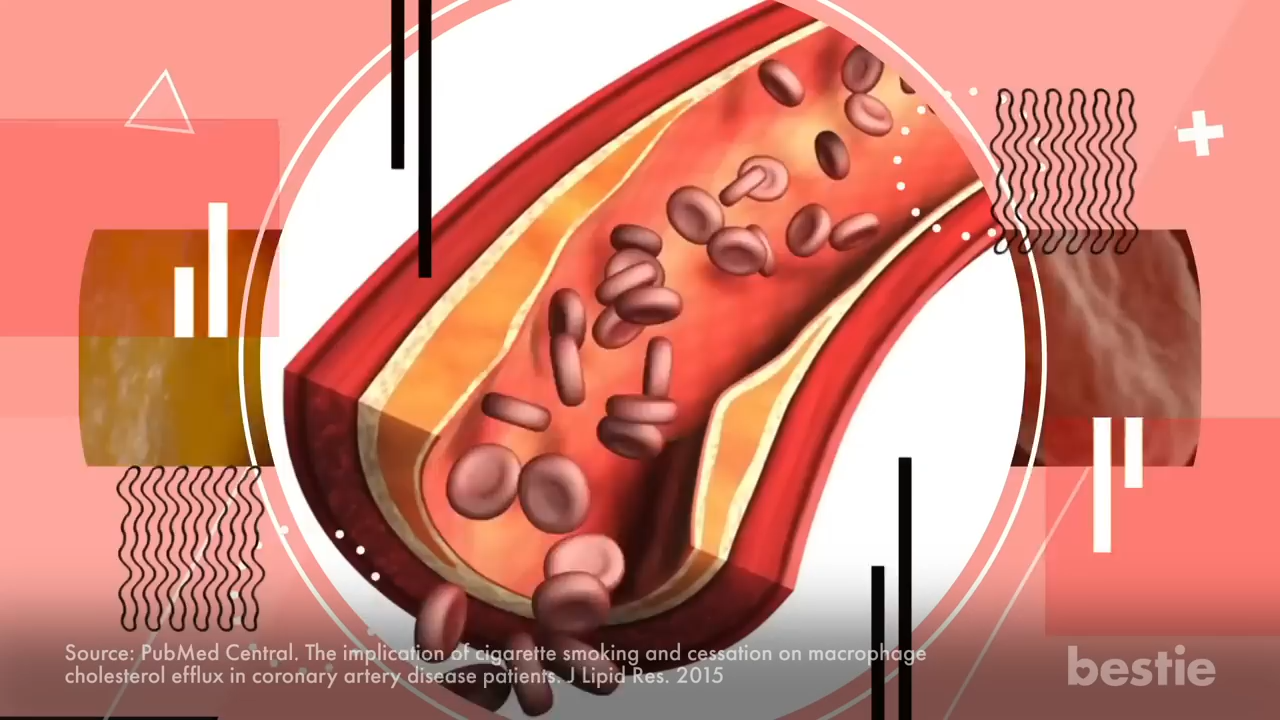 Source: PubMed Central. The implication of cigarette smoking and cessation on macrophage
cholesterol efflux in coronary artery disease patients. J Lipid Res. 2015
bestie